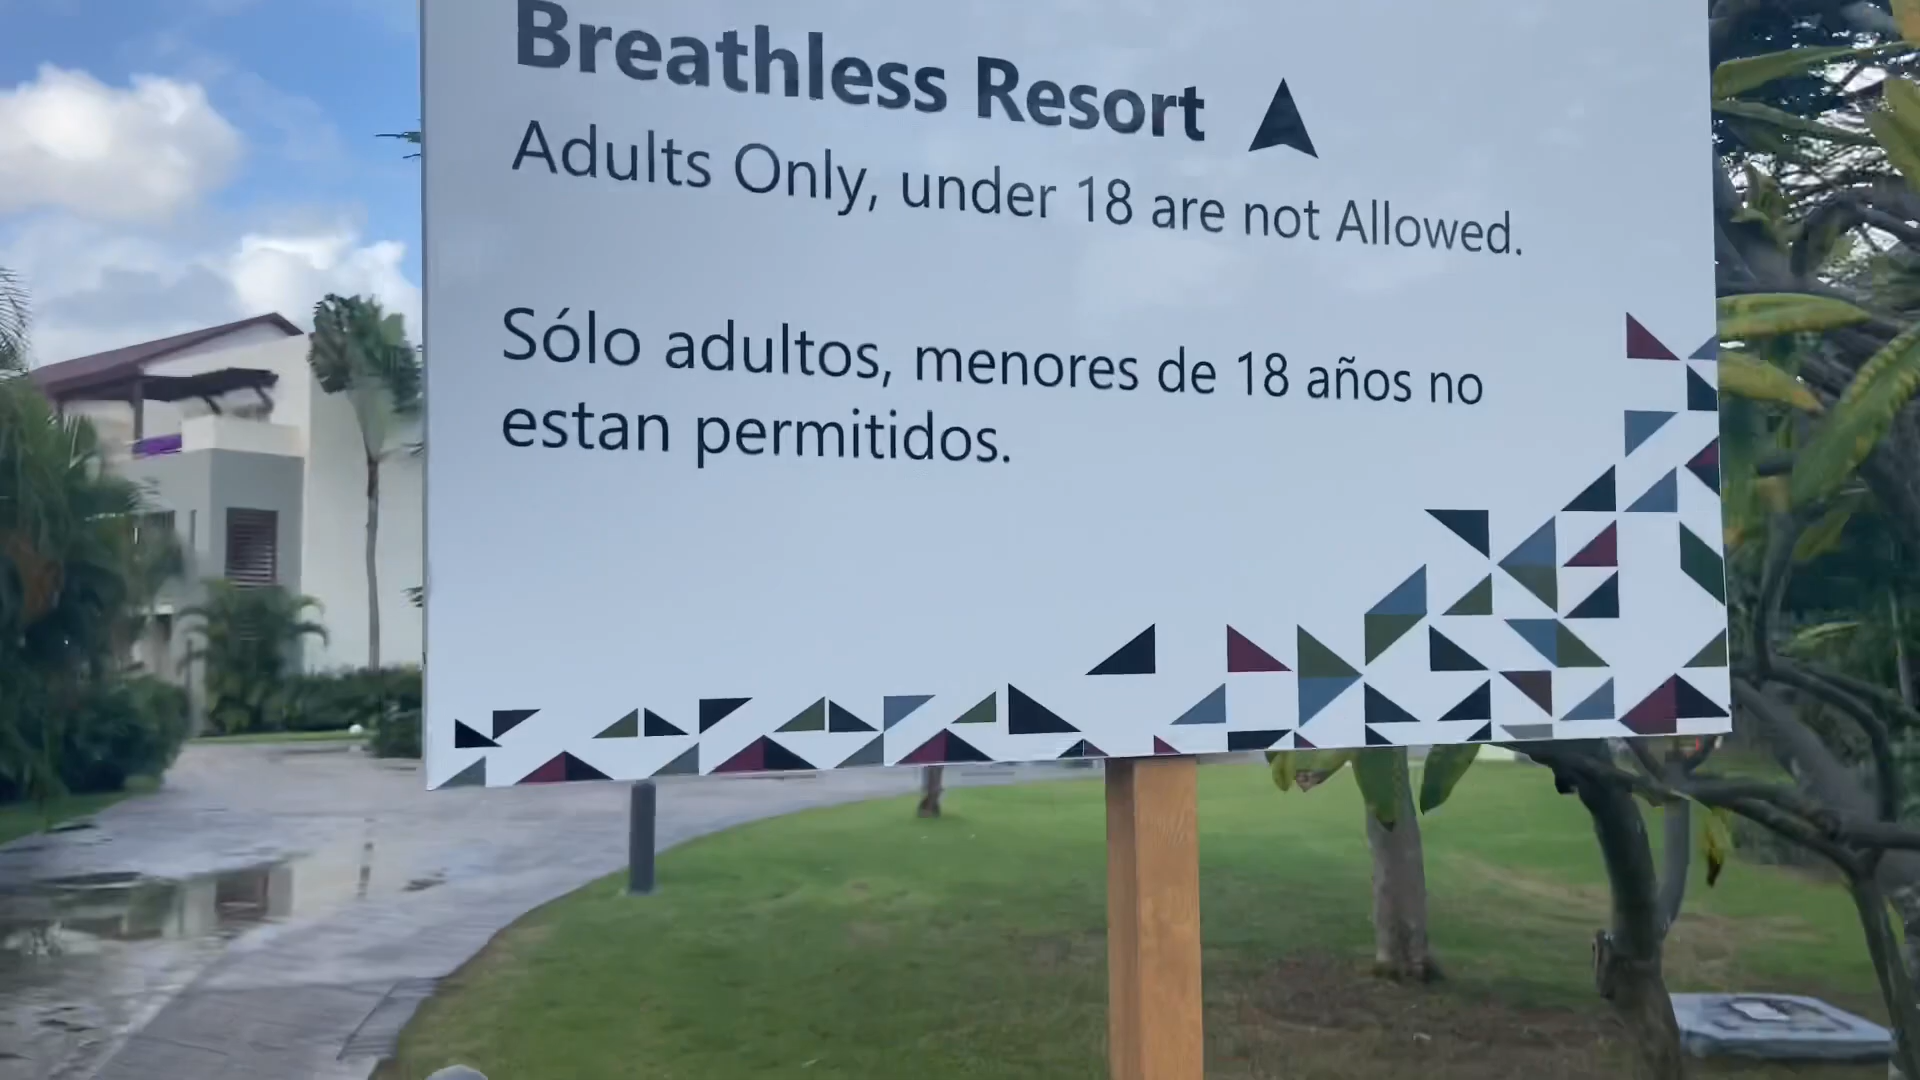 Breathless Resort
Adults Only, under 18 are not Allowed.
Sólo adultos, menores de 18 años no
estan permitidos.